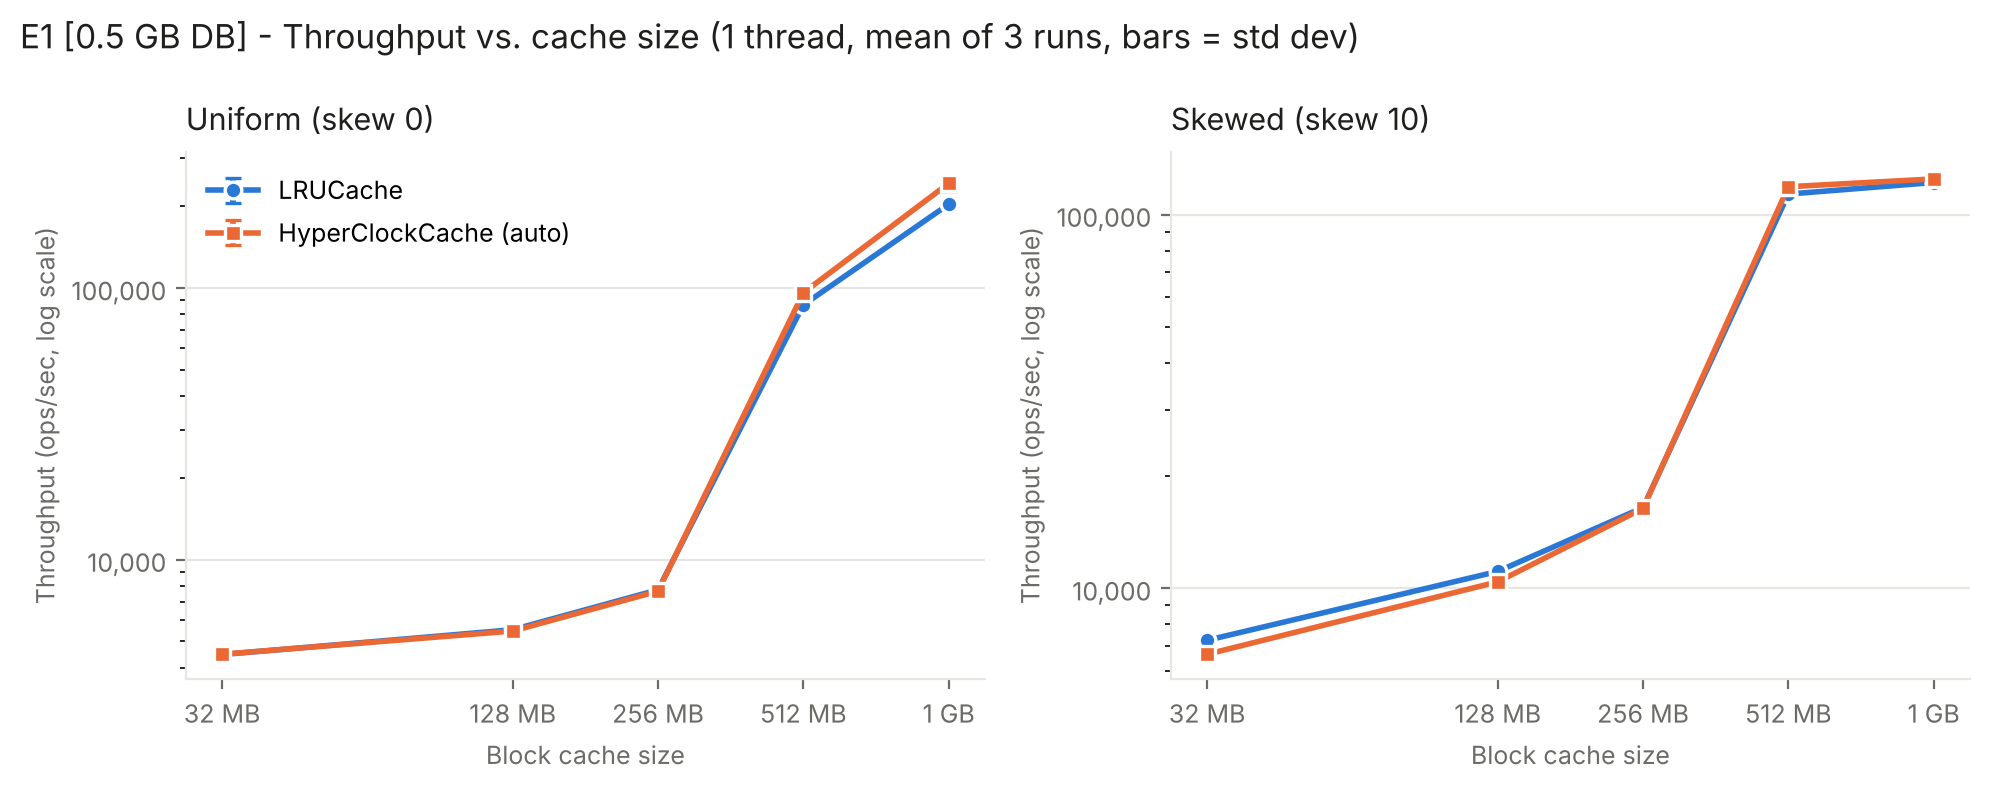 E1 [0.5 GB DB] - Throughput vs. cache size (1 thread, mean of 3 runs, bars = std dev)
Uniform (skew 0)
LRUCache
HyperClockCache (auto)
Throughput (ops/sec, log scale)
100,000
10,000
32 MB
128 MB
256 MB
512 MB
1 GB
Block cache size
Skewed (skew 10)
Throughput (ops/sec, log scale)
100,000
10,000
32 MB
128 MB
256 MB
512 MB
1 GB
Block cache size